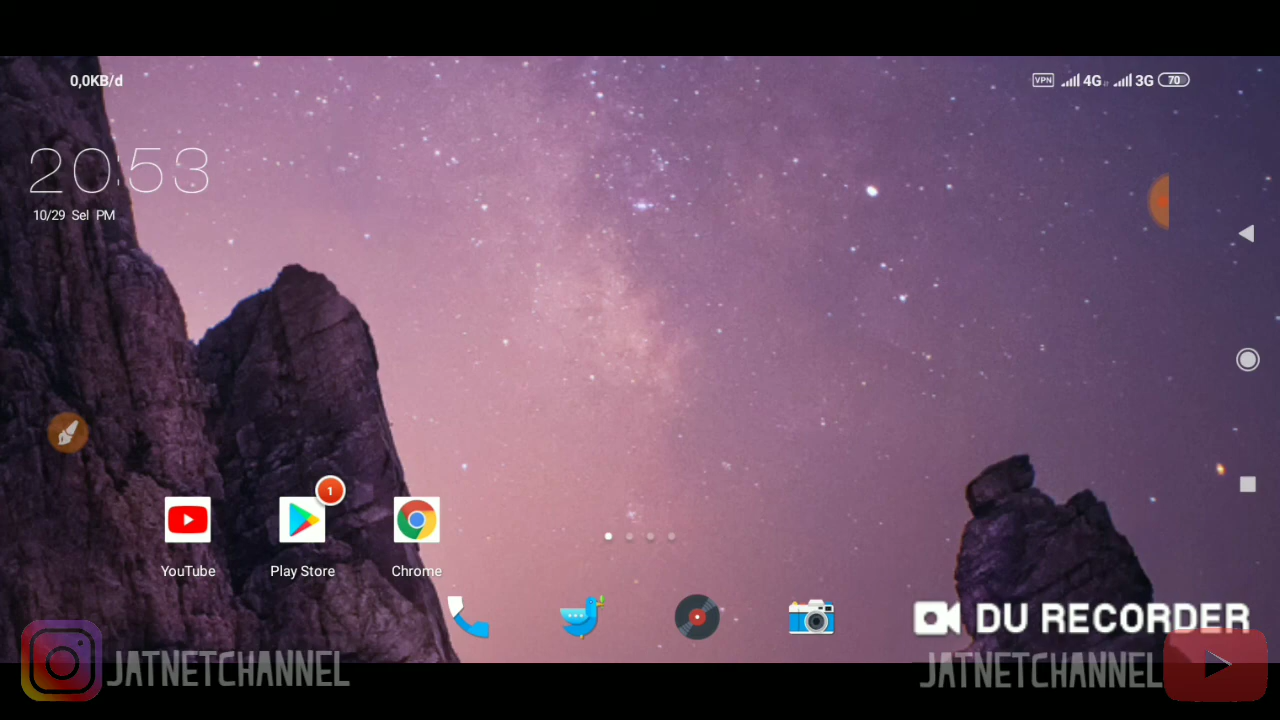 0,0KB/d
VPN 4G 3G 70
20:53
10/29 Sel PM
1
YouTube Play Store Chrome
DU RECORDER
JATNETCHANNEL
JATNETCHANNEL